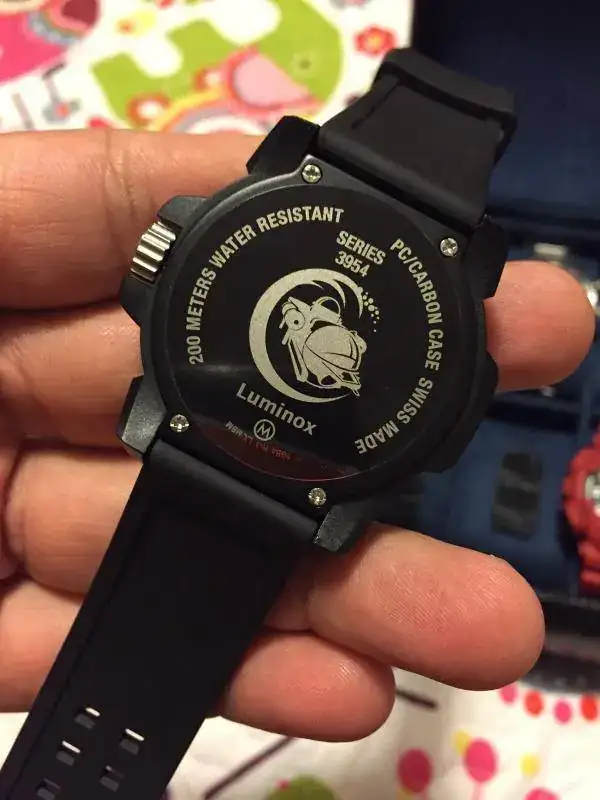 200 METERS WATER RESISTANT
SERIES
3954
PC/CARBON CASE SWISS MADE
Luminox